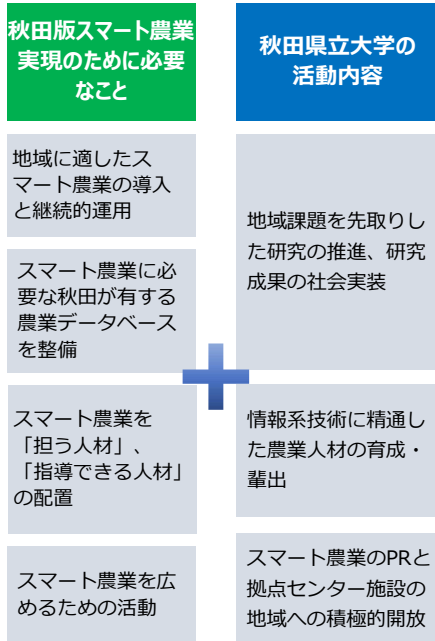 秋田版スマート農業
実現のために必要
なこと
地域に適したス
マート農業の導入
と継続的運用
スマート農業に必
要な秋田が有する
農業データベース
を整備
スマート農業を
「担う人材」、
「指導できる人材」
の配置
スマート農業を広
めるための活動
秋田県立大学の
活動内容
地域課題を先取りし
た研究の推進、研究
成果の社会実装
情報系技術に精通し
た農業人材の育成・
輩出
スマート農業のPRと
拠点センター施設の
地域への積極的開放